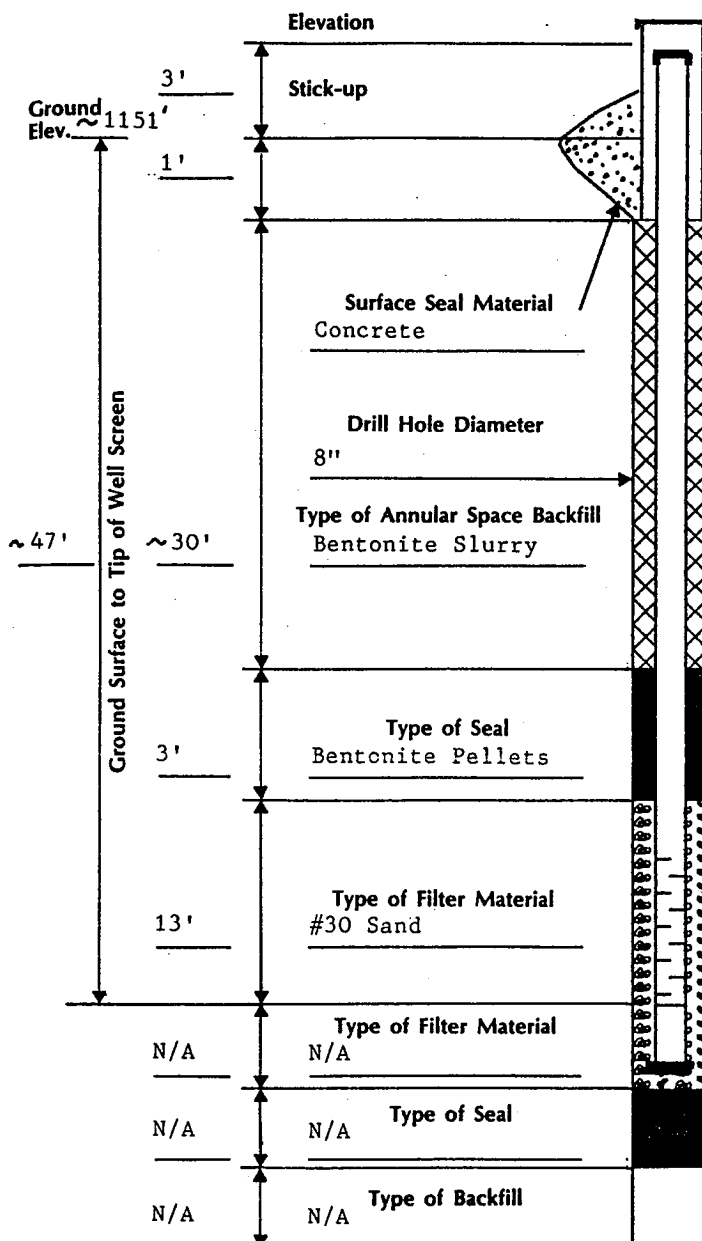 Elevation
3'
Stick-up
Ground
Elev. ~1151'
1'
Surface Seal Material
Concrete
Drill Hole Diameter
8"
Type of Annular Space Backfill
~47' ~30' Bentonite Slurry
Ground Surface to Tip of Well Screen
Type of Seal
3' Bentonite Pellets
Type of Filter Material
13' #30 Sand
Type of Filter Material
N/A N/A
Type of Seal
N/A N/A
Type of Backfill
N/A N/A